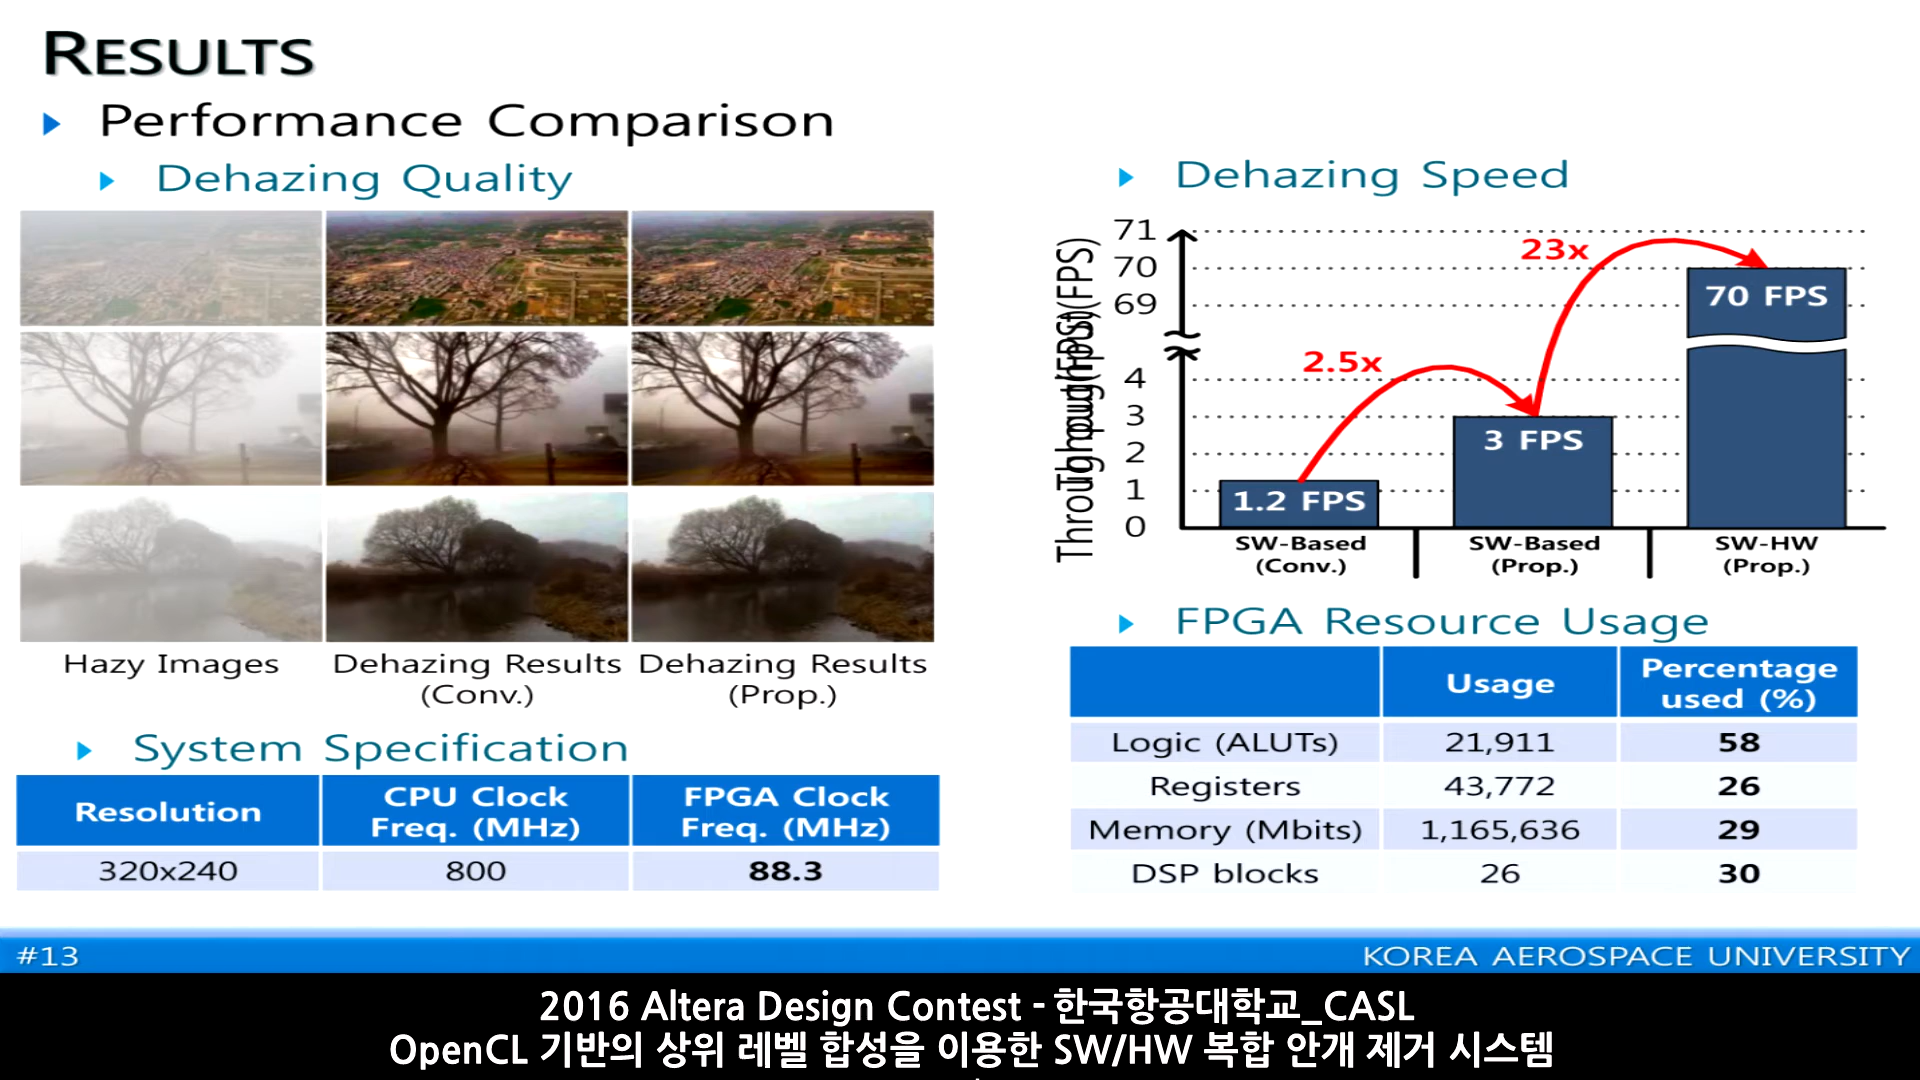 RESULTS
Performance Comparison
Dehazing Quality
Hazy Images
Dehazing Results
(Conv.)
Dehazing Results
(Prop.)
System Specification
Resolution
CPU Clock
Freq. (MHz)
FPGA Clock
Freq. (MHz)
320x240
800
88.3
Dehazing Speed
Throughput (FPS)
71
70
69
4
3
2
1
0
2.5x
23x
1.2 FPS
3 FPS
70 FPS
SW-Based
(Conv.)
SW-Based
(Prop.)
SW-HW
(Prop.)
FPGA Resource Usage
Usage
Percentage
used (%)
Logic (ALUTs) 21,911 58
Registers 43,772 26
Memory (Mbits) 1,165,636 29
DSP blocks 26 30
#13
KOREA AEROSPACE UNIVERSITY
2016 Altera Design Contest - 한국항공대학교_CASL
OpenCL 기반의 상위 레벨 합성을 이용한 SW/HW 복합 안개 제거 시스템